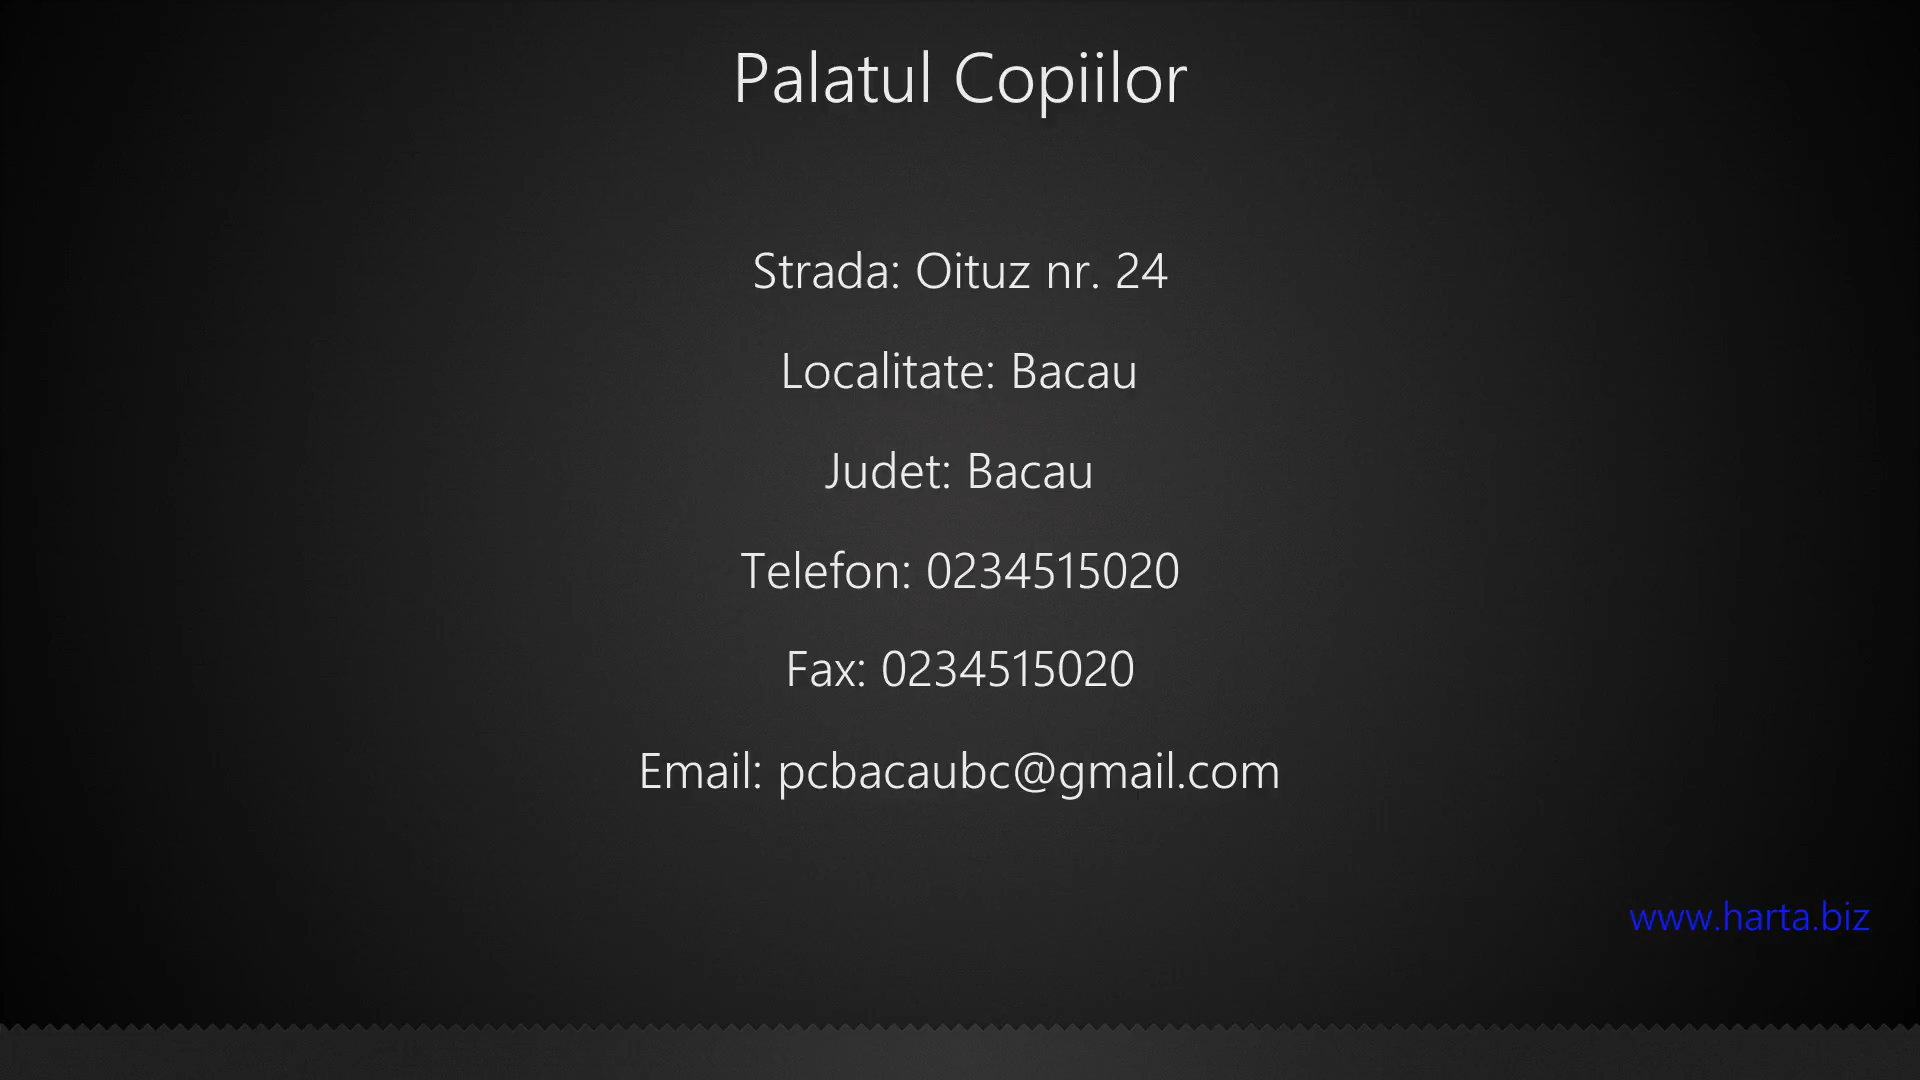 Palatul Copiilor
Strada: Oituz nr. 24
Localitate: Bacau
Judet: Bacau
Telefon: 0234515020
Fax: 0234515020
Email: pcbacaubc@gmail.com
www.harta.biz